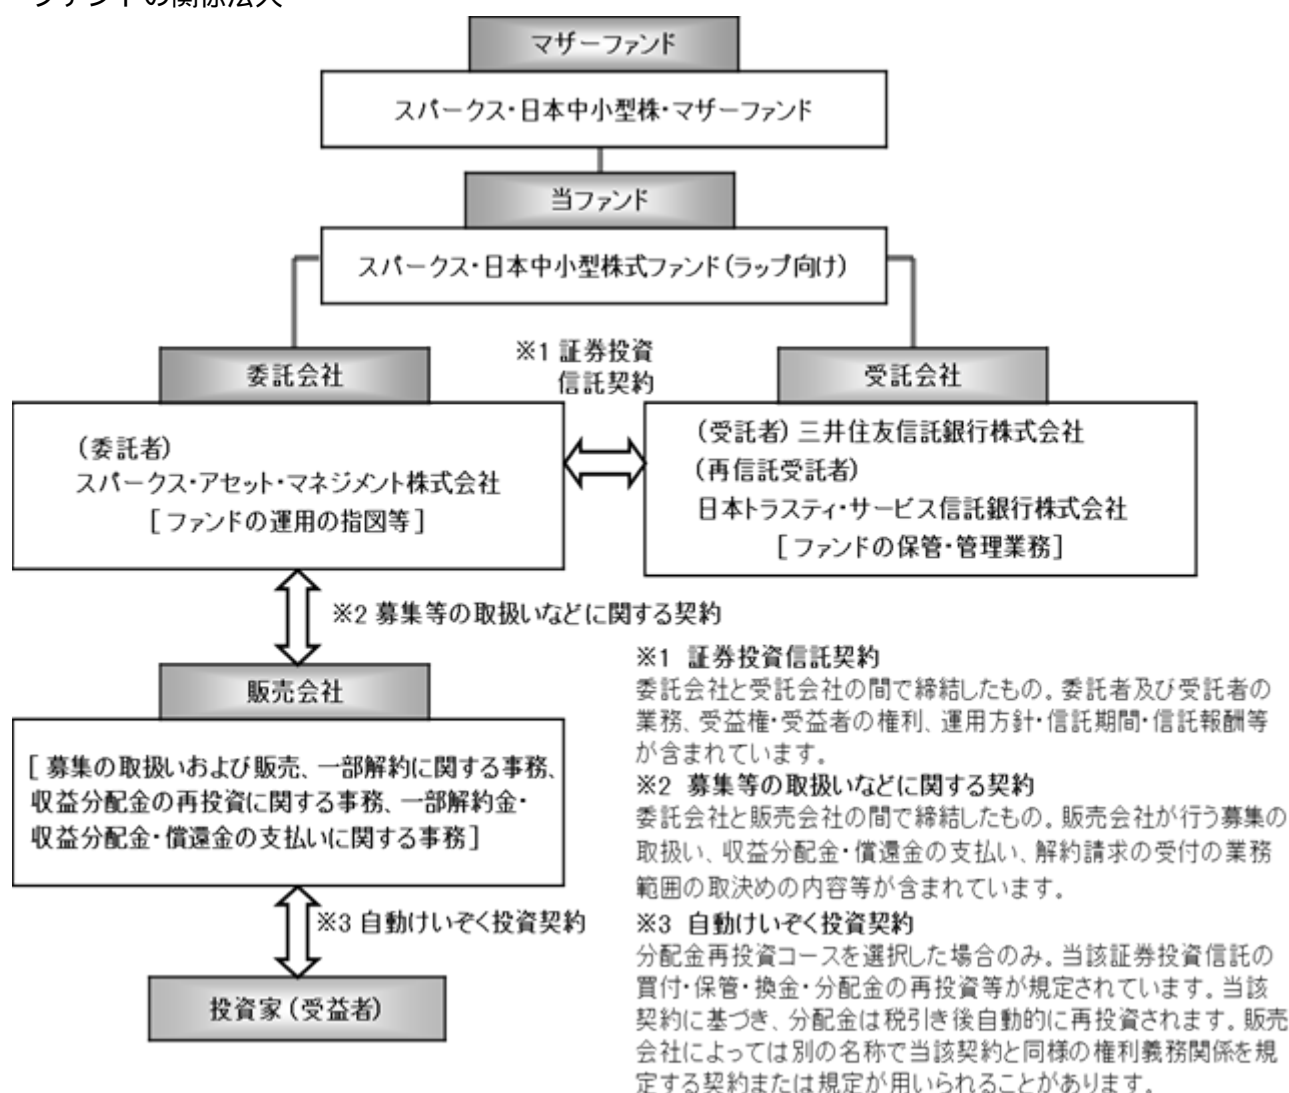 ファンドの関係法人
マザーファンド
スパークス・日本中小型株・マザーファンド
当ファンド
スパークス・日本中小型株式ファンド(ラップ向け)
※1 証券投資
信託契約
委託会社
(委託者)
スパークス・アセット・マネジメント株式会社
[ファンドの運用の指図等]
受託会社
(受託者)三井住友信託銀行株式会社
(再信託受託者)
日本トラスティ・サービス信託銀行株式会社
[ファンドの保管・管理業務]
※2 募集等の取扱いなどに関する契約
販売会社
[募集の取扱いおよび販売、一部解約に関する事務、
収益分配金の再投資に関する事務、一部解約金・
収益分配金・償還金の支払いに関する事務]
※3 自動けいぞく投資契約
投資家(受益者)
※1 証券投資信託契約
委託会社と受託会社の間で締結したもの。委託者及び受託者の
業務、受益権・受益者の権利、運用方針・信託期間・信託報酬等
が含まれています。
※2 募集等の取扱いなどに関する契約
委託会社と販売会社の間で締結したもの。販売会社が行う募集の
取扱い、収益分配金・償還金の支払い、解約請求の受付の業務
範囲の取決めの内容等が含まれています。
※3 自動けいぞく投資契約
分配金再投資コースを選択した場合のみ。当該証券投資信託の
買付・保管・換金・分配金の再投資等が規定されています。当該
契約に基づき、分配金は税引き後自動的に再投資されます。販売
会社によっては別の名称で当該契約と同様の権利義務関係を規
定する契約または規定が用いられることがあります。